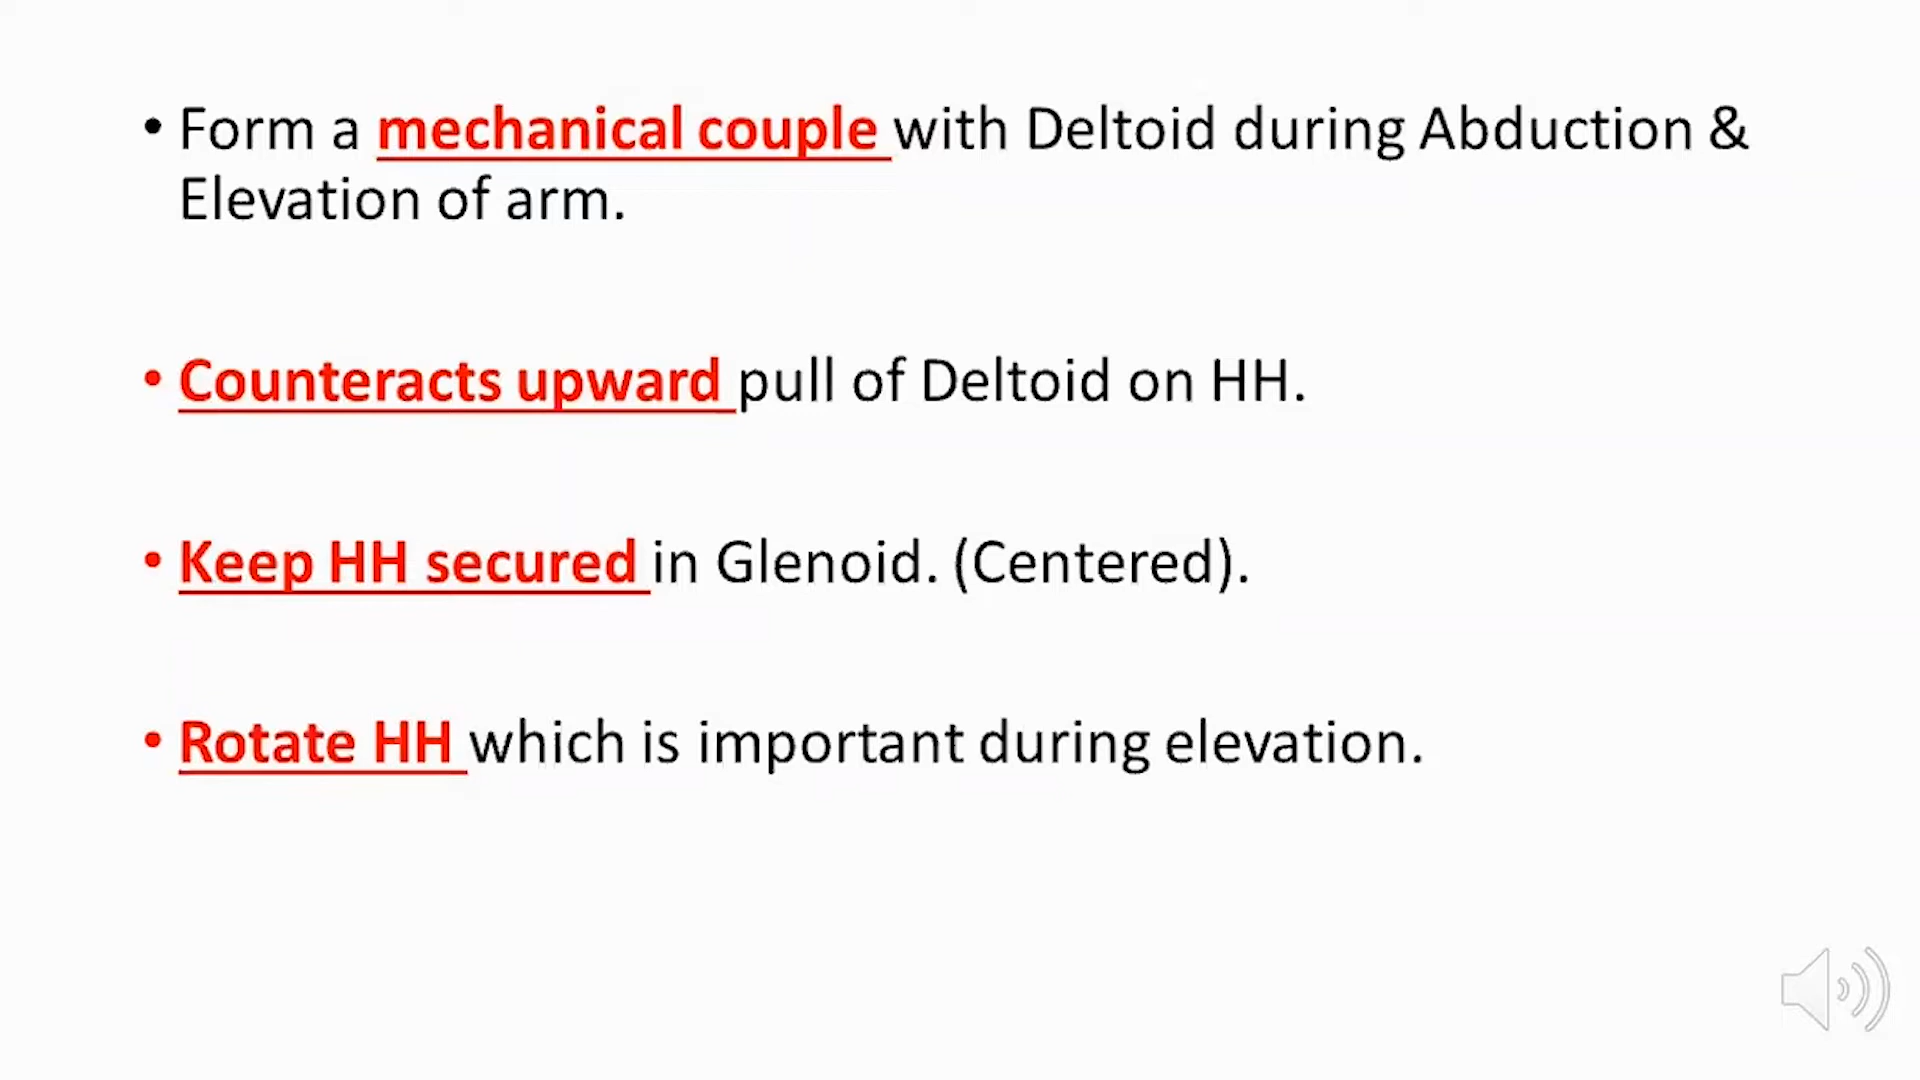 • Form a mechanical couple with Deltoid during Abduction &
Elevation of arm.
• Counteracts upward pull of Deltoid on HH.
• Keep HH secured in Glenoid. (Centered).
• Rotate HH which is important during elevation.